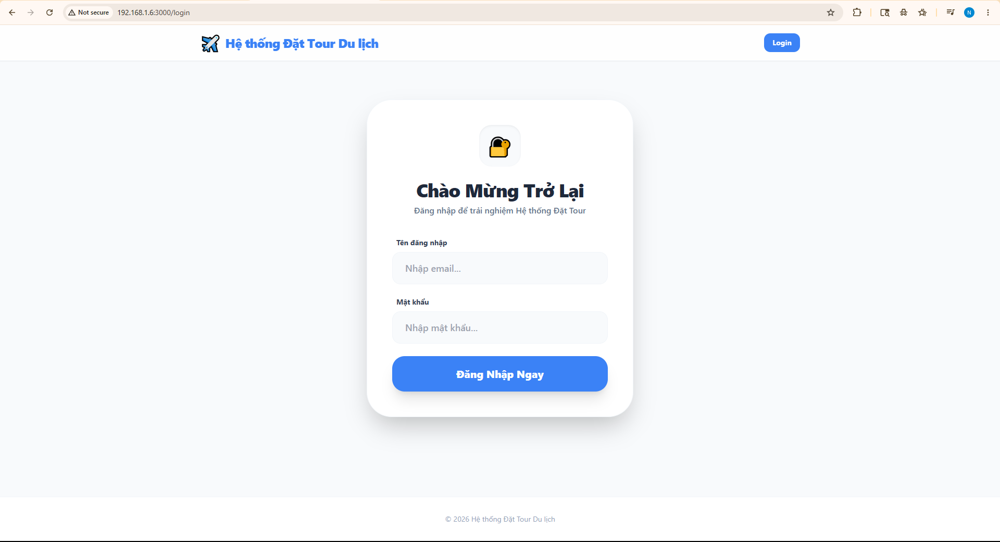 Not secure
192.168.1.6:3000/login
N
Hệ thống Đặt Tour Du lịch
Login
Chào Mừng Trở Lại
Đăng nhập để trải nghiệm Hệ thống Đặt Tour
Tên đăng nhập
Nhập email...
Mật khẩu
Nhập mật khẩu...
Đăng Nhập Ngay
© 2026 Hệ thống Đặt Tour Du lịch